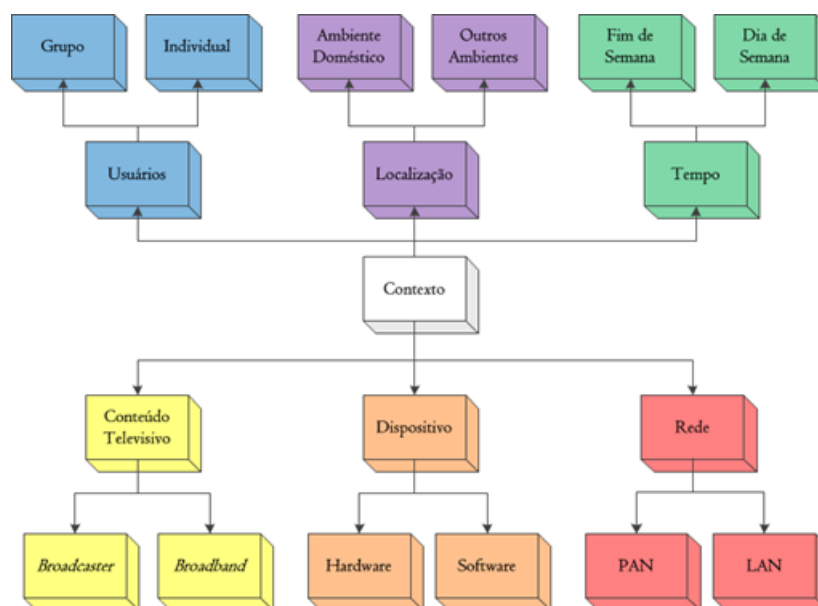 Grupo
Individual
Ambiente
Doméstico
Outros
Ambientes
Fim de
Semana
Dia de
Semana
Usuários
Localização
Tempo
Contexto
Conteúdo
Televisivo
Dispositivo
Rede
Broadcaster
Broadband
Hardware
Software
PAN
LAN